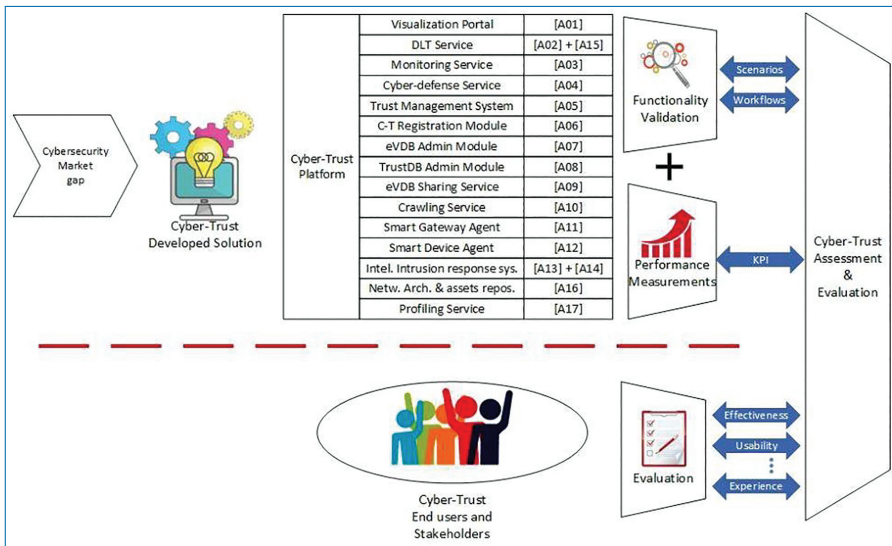 Cybersecurity
Market
gap
Cyber-Trust
Developed Solution
Cyber-Trust
Platform
Visualization Portal [A01]
DLT Service [A02] + [A15]
Monitoring Service [A03]
Cyber-defense Service [A04]
Trust Management System [A05]
C-T Registration Module [A06]
eVDB Admin Module [A07]
TrustDB Admin Module [A08]
eVDB Sharing Service [A09]
Crawling Service [A10]
Smart Gateway Agent [A11]
Smart Device Agent [A12]
Intel. Intrusion response sys. [A13] + [A14]
Netw. Arch. & assets repos. [A16]
Profiling Service [A17]
Functionality
Validation
+
Performance
Measurements
Scenarios
Workflows
KPI
Cyber-Trust
Assessment
&
Evaluation
Cyber-Trust
End users and
Stakeholders
Evaluation
Effectiveness
Usability
Experience